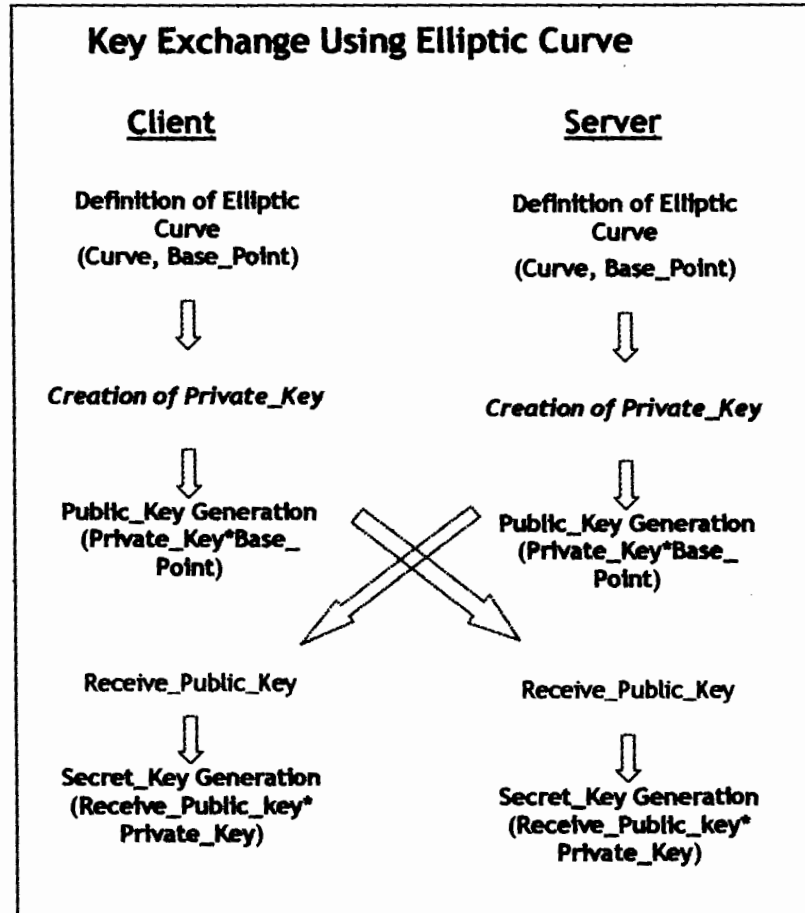 Key Exchange Using Elliptic Curve
Client
Definition of Elliptic
Curve
(Curve, Base_Point)
Creation of Private_Key
Public_Key Generation
(Private_Key*Base_
Point)
Receive_Public_Key
Secret_Key Generation
(Receive_Public_key*
Private_Key)
Server
Definition of Elliptic
Curve
(Curve, Base_Point)
Creation of Private_Key
Public_Key Generation
(Private_Key*Base_
Point)
Receive_Public_Key
Secret_Key Generation
(Receive_Public_key*
Private_Key)